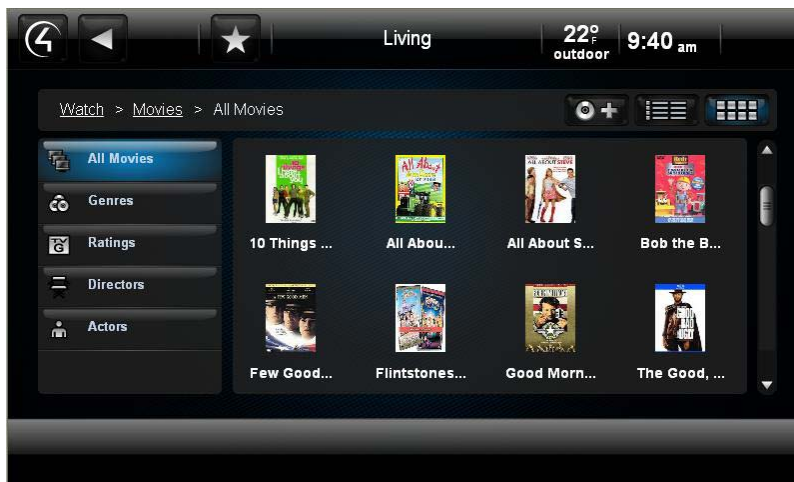 4
Living
22°F
outdoor
9:40 am
Watch > Movies > All Movies
All Movies
Genres
Ratings
Directors
Actors
10 Things ...
All Abou...
All About S...
Bob the B...
Few Good...
Flintstones...
Good Morn...
The Good, ...